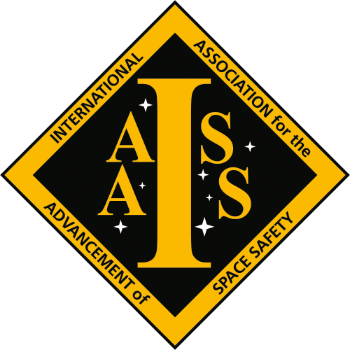 INTERNATIONAL
ASSOCIATION for the
A I S
A S
ADVANCEMENT of
SPACE SAFETY